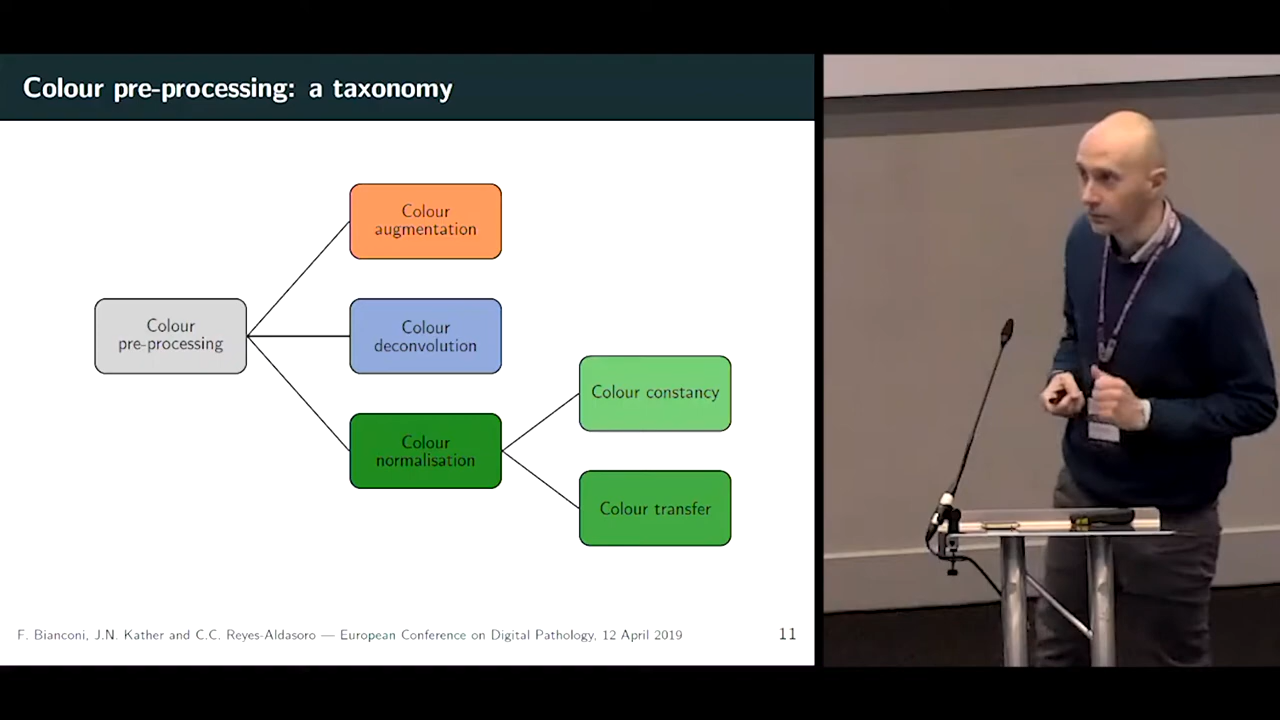 Colour pre-processing: a taxonomy
Colour
augmentation
Colour
pre-processing
Colour
deconvolution
Colour constancy
Colour
normalisation
Colour transfer
F. Bianconi, J.N. Kather and C.C. Reyes-Aldasoro — European Conference on Digital Pathology, 12 April 2019
11